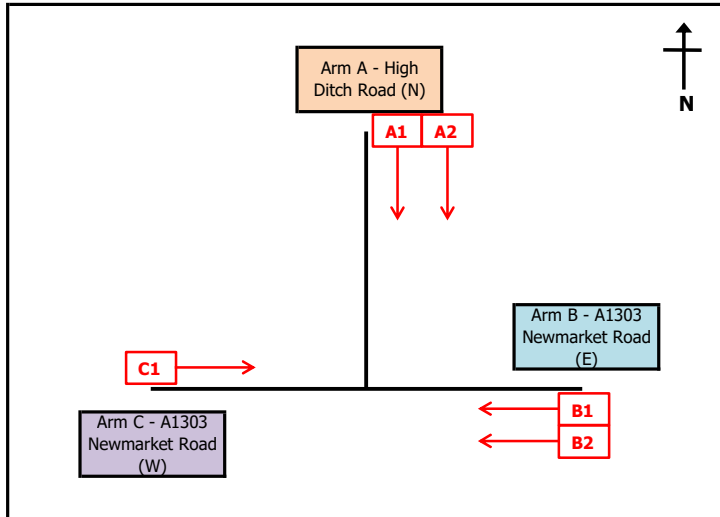 Arm A - High
Ditch Road (N)
A1 A2
N
Arm B - A1303
Newmarket Road
(E)
C1
B1
B2
Arm C - A1303
Newmarket Road
(W)